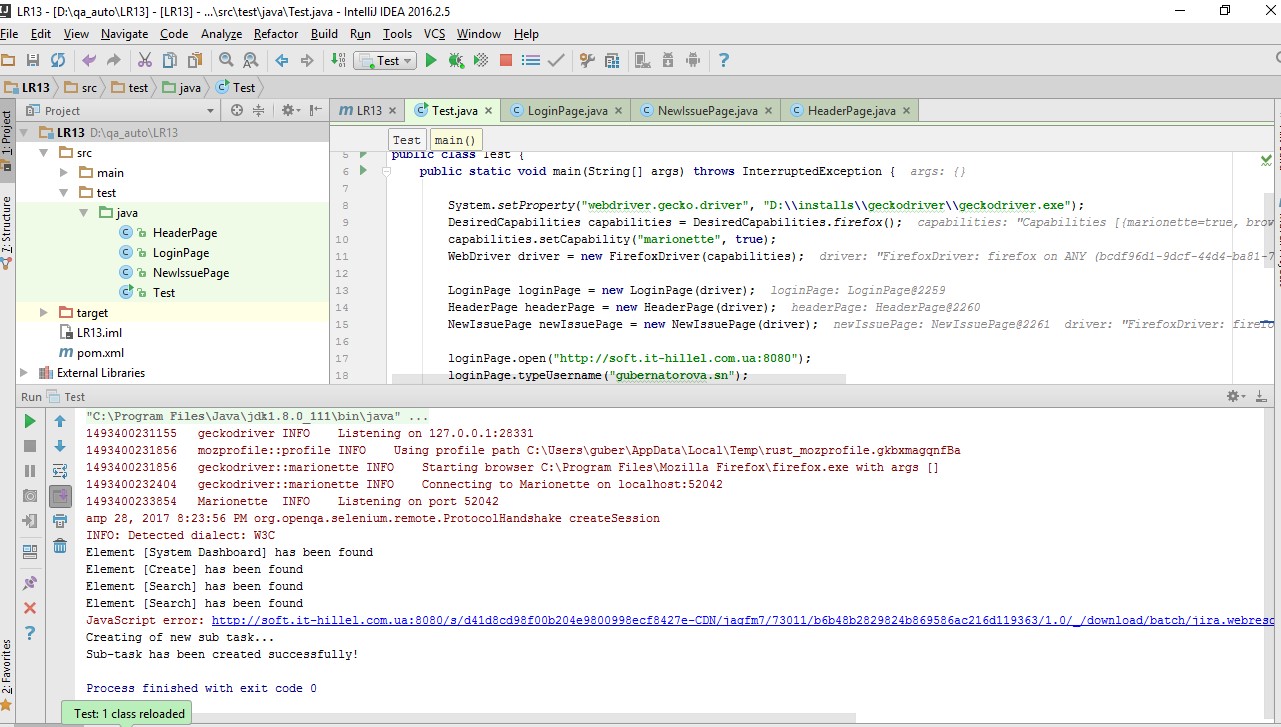 LR13 - [D:\qa_auto\LR13] - [LR13] - ...\src\test\java\Test.java - IntelliJ IDEA 2016.2.5
File Edit View Navigate Code Analyze Refactor Build Run Tools VCS Window Help
Test
LR13 src test java Test
1: Project
7: Structure
2: Favorites
Project
LR13 Test.java LoginPage.java NewIssuePage.java HeaderPage.java
LR13 D:\qa_auto\LR13
src
main
test
java
HeaderPage
LoginPage
NewIssuePage
Test
target
LR13.iml
pom.xml
External Libraries
Test main()
5 public class Test {
6 public static void main(String[] args) throws InterruptedException { args: {}
7
8 System.setProperty("webdriver.gecko.driver", "D:\\installs\\geckodriver\\geckodriver.exe");
9 DesiredCapabilities capabilities = DesiredCapabilities.firefox(); capabilities: "Capabilities [{marionette=true, brow
10 capabilities.setCapability("marionette", true);
11 WebDriver driver = new FirefoxDriver(capabilities); driver: "FirefoxDriver: firefox on ANY (bcdf96d1-9dcf-44d4-ba81-7
12
13 LoginPage loginPage = new LoginPage(driver); loginPage: LoginPage@2259
14 HeaderPage headerPage = new HeaderPage(driver); headerPage: HeaderPage@2260
15 NewIssuePage newIssuePage = new NewIssuePage(driver); newIssuePage: NewIssuePage@2261 driver: "FirefoxDriver: firefo
16
17 loginPage.open("http://soft.it-hillel.com.ua:8080");
18 loginPage.typeUsername("gubernatorova.sn");
Run Test
"C:\Program Files\Java\jdk1.8.0_111\bin\java" ...
1493400231155 geckodriver INFO Listening on 127.0.0.1:28331
1493400231856 mozprofile::profile INFO Using profile path C:\Users\guber\AppData\Local\Temp\rust_mozprofile.gkbxmagqnfBa
1493400231856 geckodriver::marionette INFO Starting browser C:\Program Files\Mozilla Firefox\firefox.exe with args []
1493400232404 geckodriver::marionette INFO Connecting to Marionette on localhost:52042
1493400233854 Marionette INFO Listening on port 52042
апр 28, 2017 8:23:56 PM org.openqa.selenium.remote.ProtocolHandshake createSession
INFO: Detected dialect: W3C
Element [System Dashboard] has been found
Element [Create] has been found
Element [Search] has been found
Element [Search] has been found
JavaScript error: http://soft.it-hillel.com.ua:8080/s/d41d8cd98f00b204e9800998ecf8427e-CDN/jaqfm7/73011/b6b48b2829824b869586ac216d119363/1.0/_/download/batch/jira.webresc
Creating of new sub task...
Sub-task has been created successfully!
Process finished with exit code 0
Test: 1 class reloaded